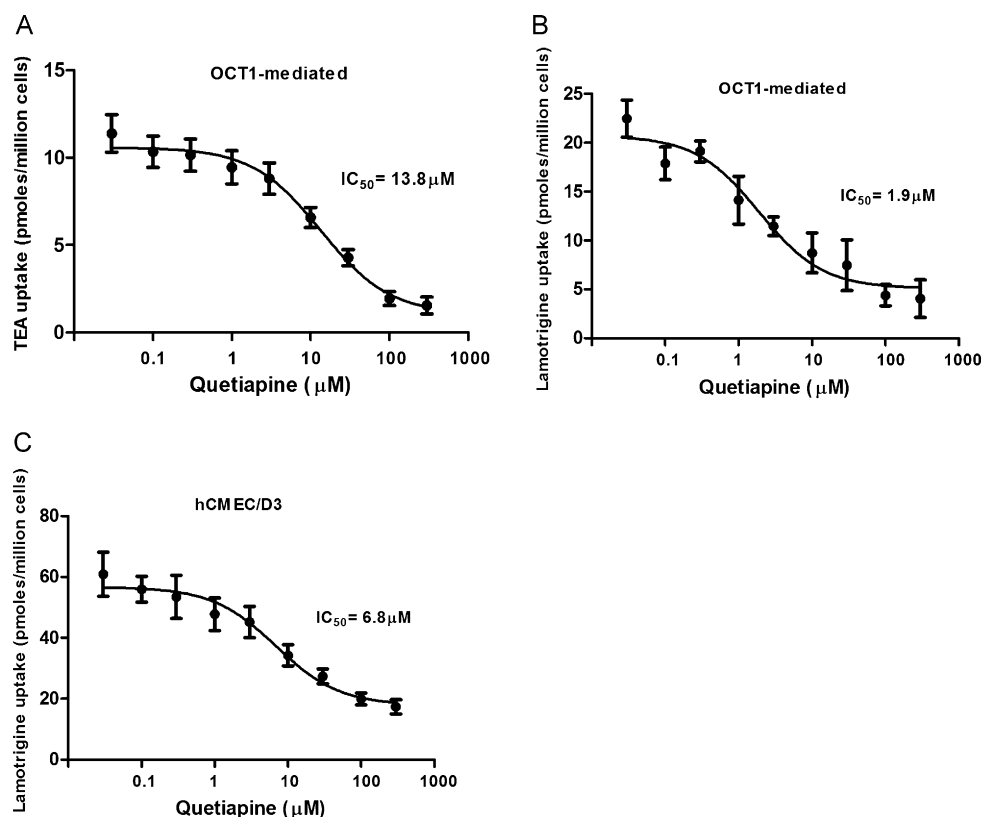 A
OCT1-mediated
IC50= 13.8μM
TEA uptake (pmoles/million cells)
15
10
5
0
0.1 1 10 100 1000
Quetiapine ( μM)
B
OCT1-mediated
IC50= 1.9μM
Lamotrigine uptake (pmoles/million cells)
25
20
15
10
5
0
0.1 1 10 100 1000
Quetiapine (μM)
C
hCMEC/D3
IC50= 6.8μM
Lamotrigine uptake (pmoles/million cells)
80
60
40
20
0
0.1 1 10 100 1000
Quetiapine (μM)